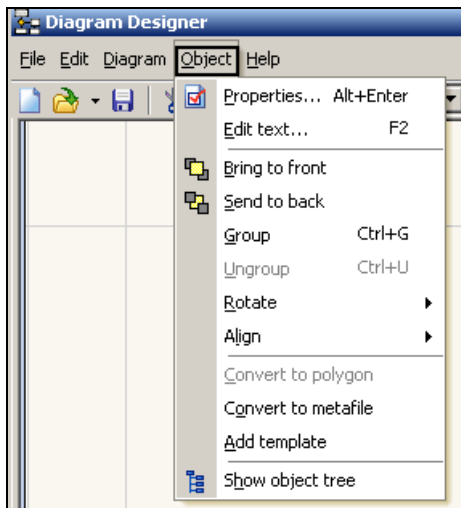 Diagram Designer
File Edit Diagram Object Help
Properties... Alt+Enter
Edit text... F2
Bring to front
Send to back
Group Ctrl+G
Ungroup Ctrl+U
Rotate
Align
Convert to polygon
Convert to metafile
Add template
Show object tree